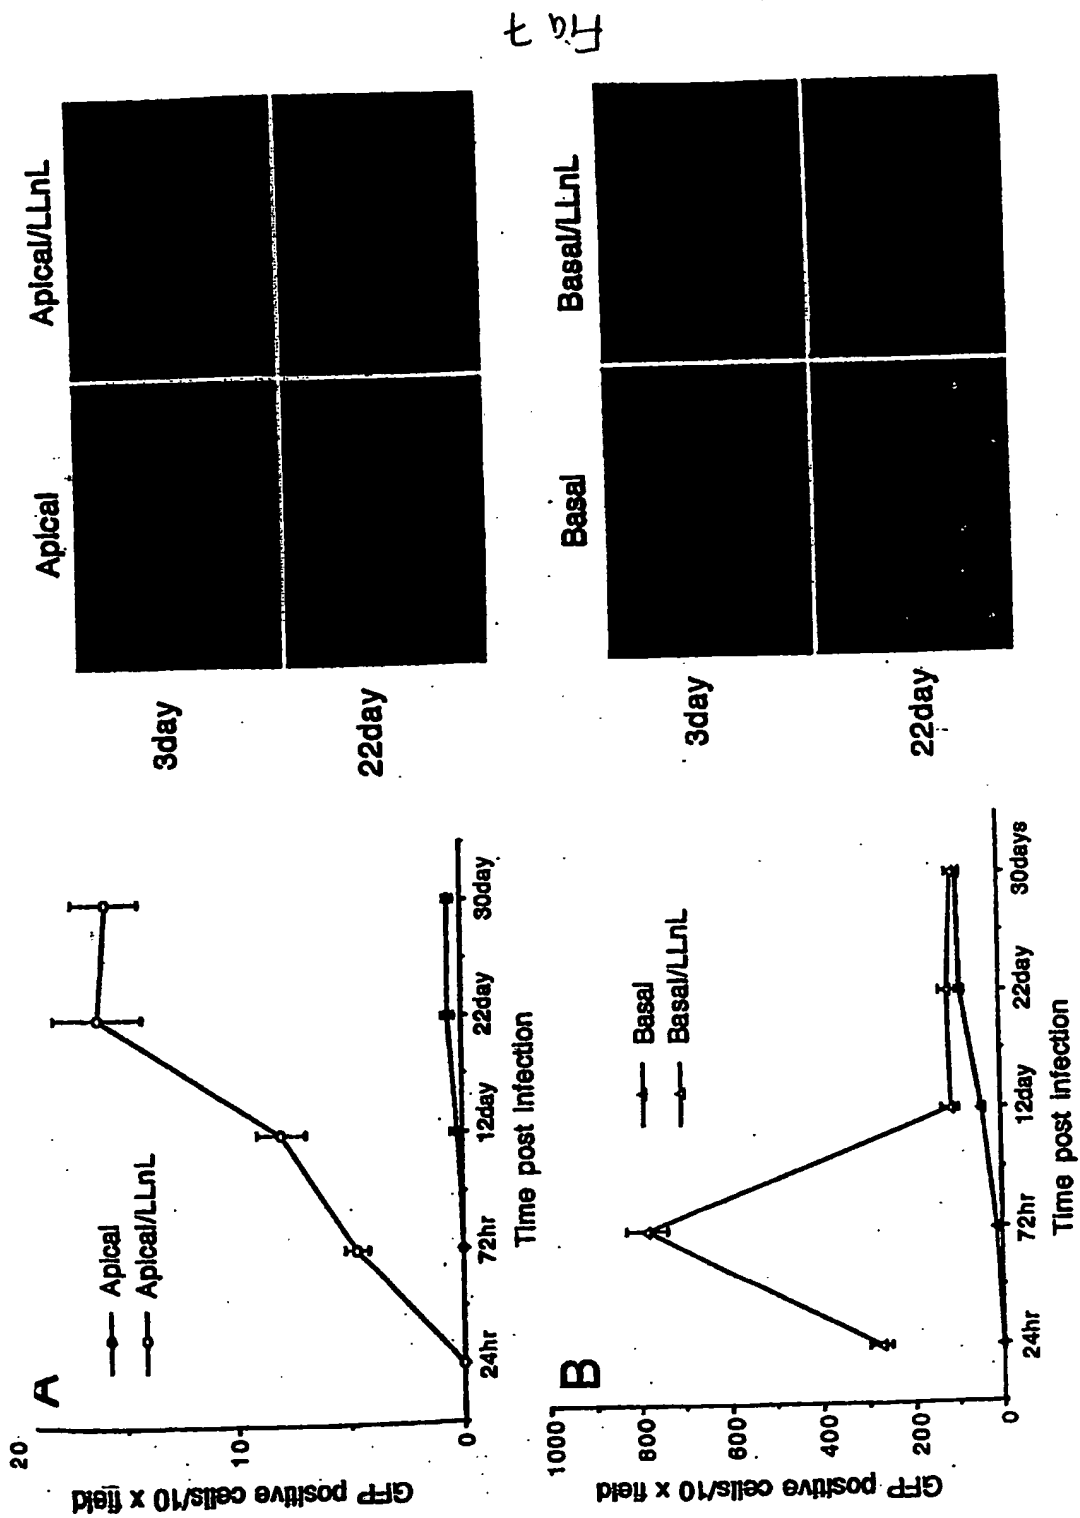 Fig 7
A
20
10
0
GFP positive cells/10 x field
Apical
Apical/LLnL
24hr
72hr
12day
22day
30day
Time post infection
Apical
Apical/LLnL
3day
22day
B
1000
800
600
400
200
0
GFP positive cells/10 x field
Basal
Basal/LLnL
24hr
72hr
12day
22day
30days
Time post infection
Basal
Basal/LLnL
3day
22day